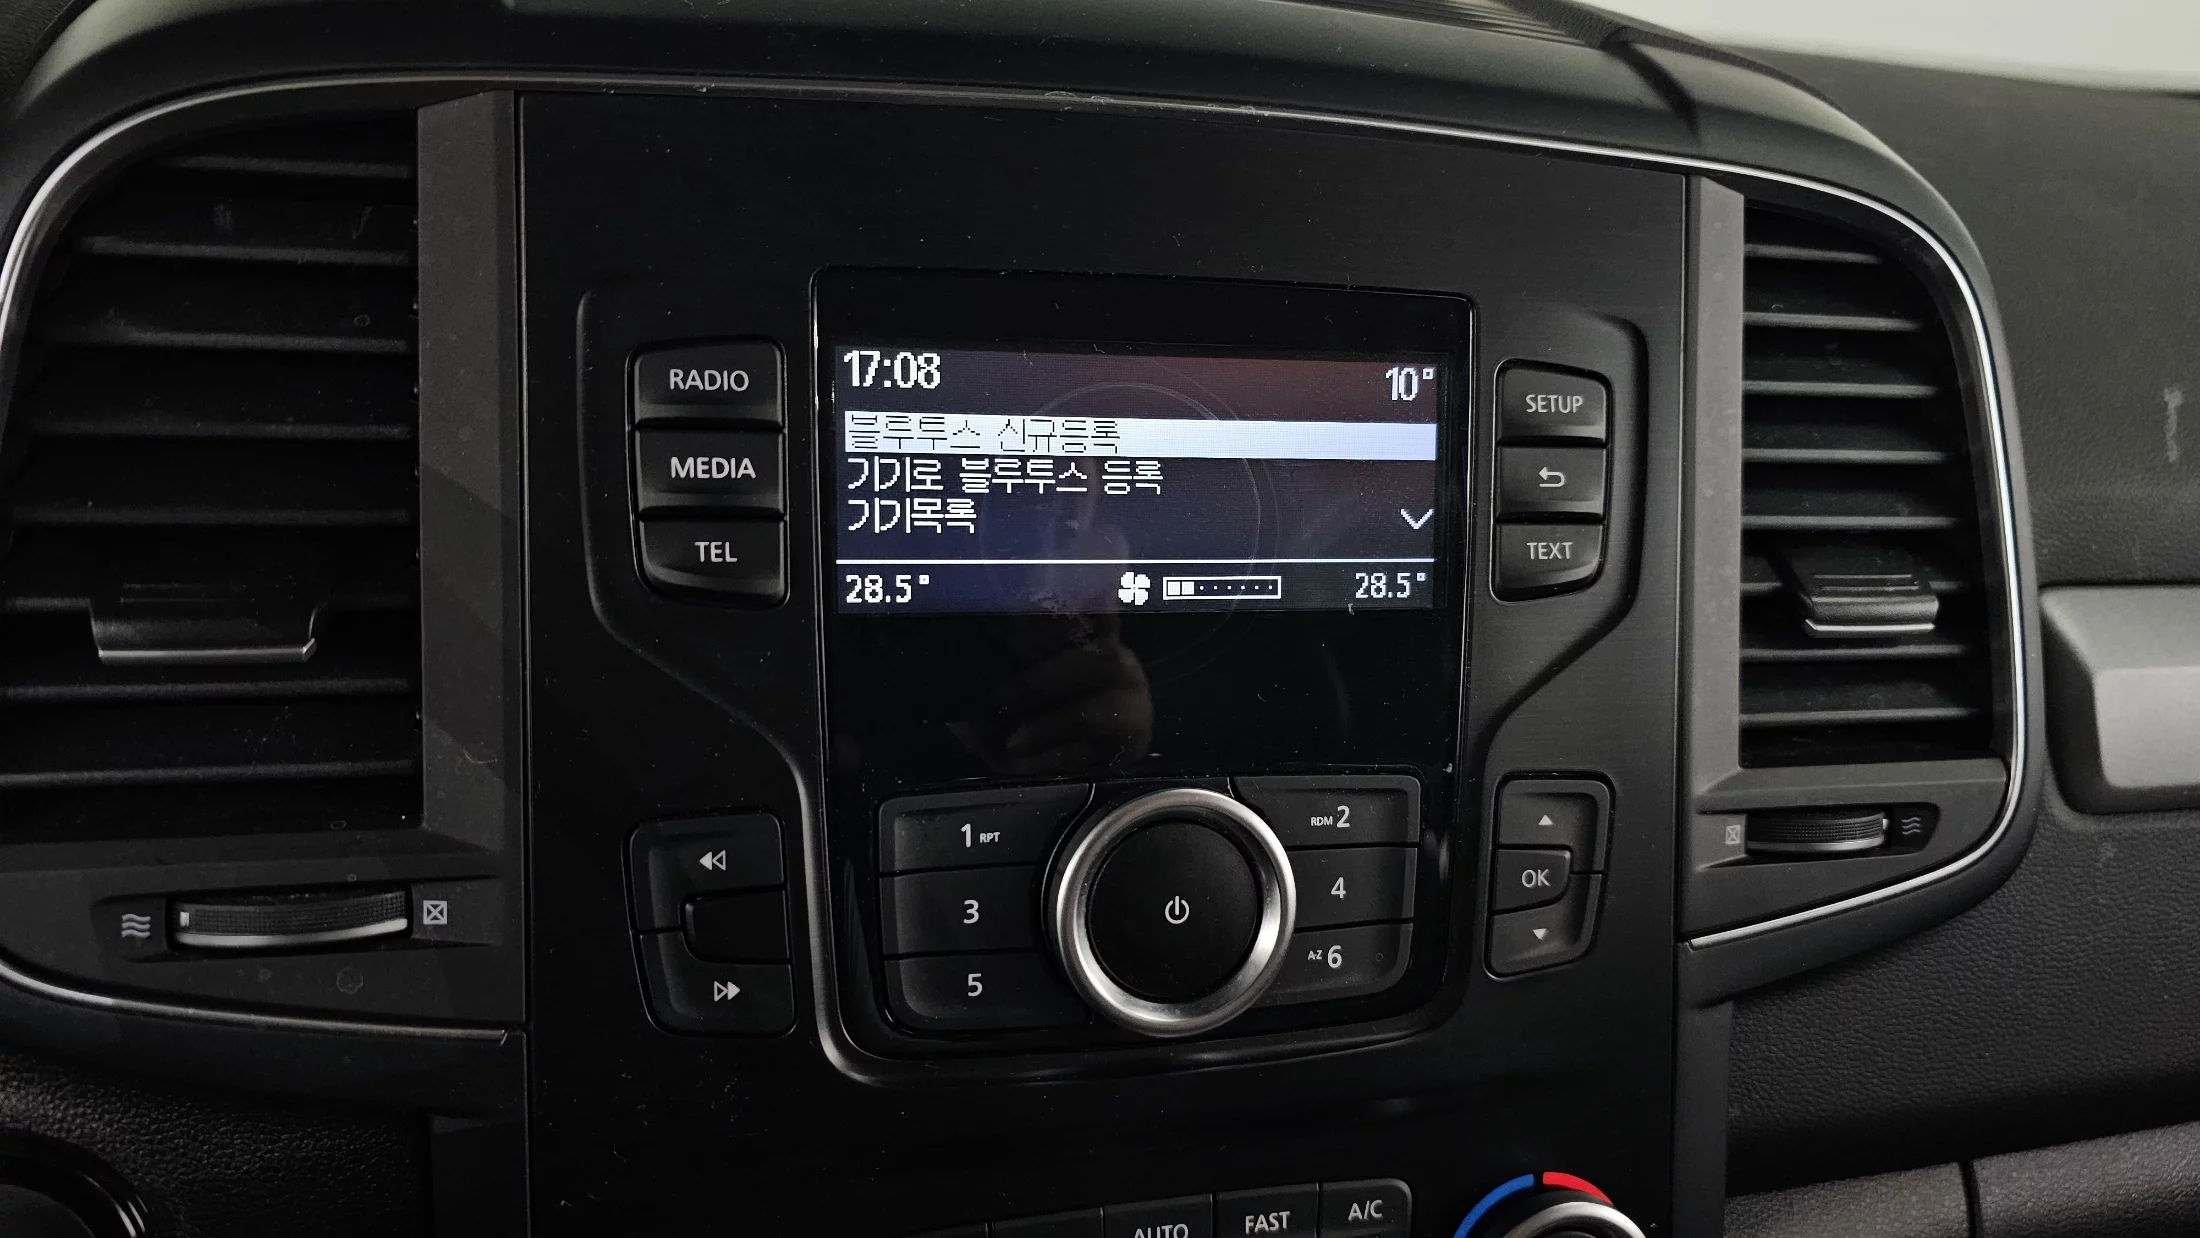 17:08 10°
블루투스 신규등록
기기로 블루투스 등록
기기목록
28.5° 28.5°
RADIO
MEDIA
TEL
SETUP
TEXT
1 RPT
RDM 2
3
4
5
A-Z 6
OK
AUTO
FAST
A/C